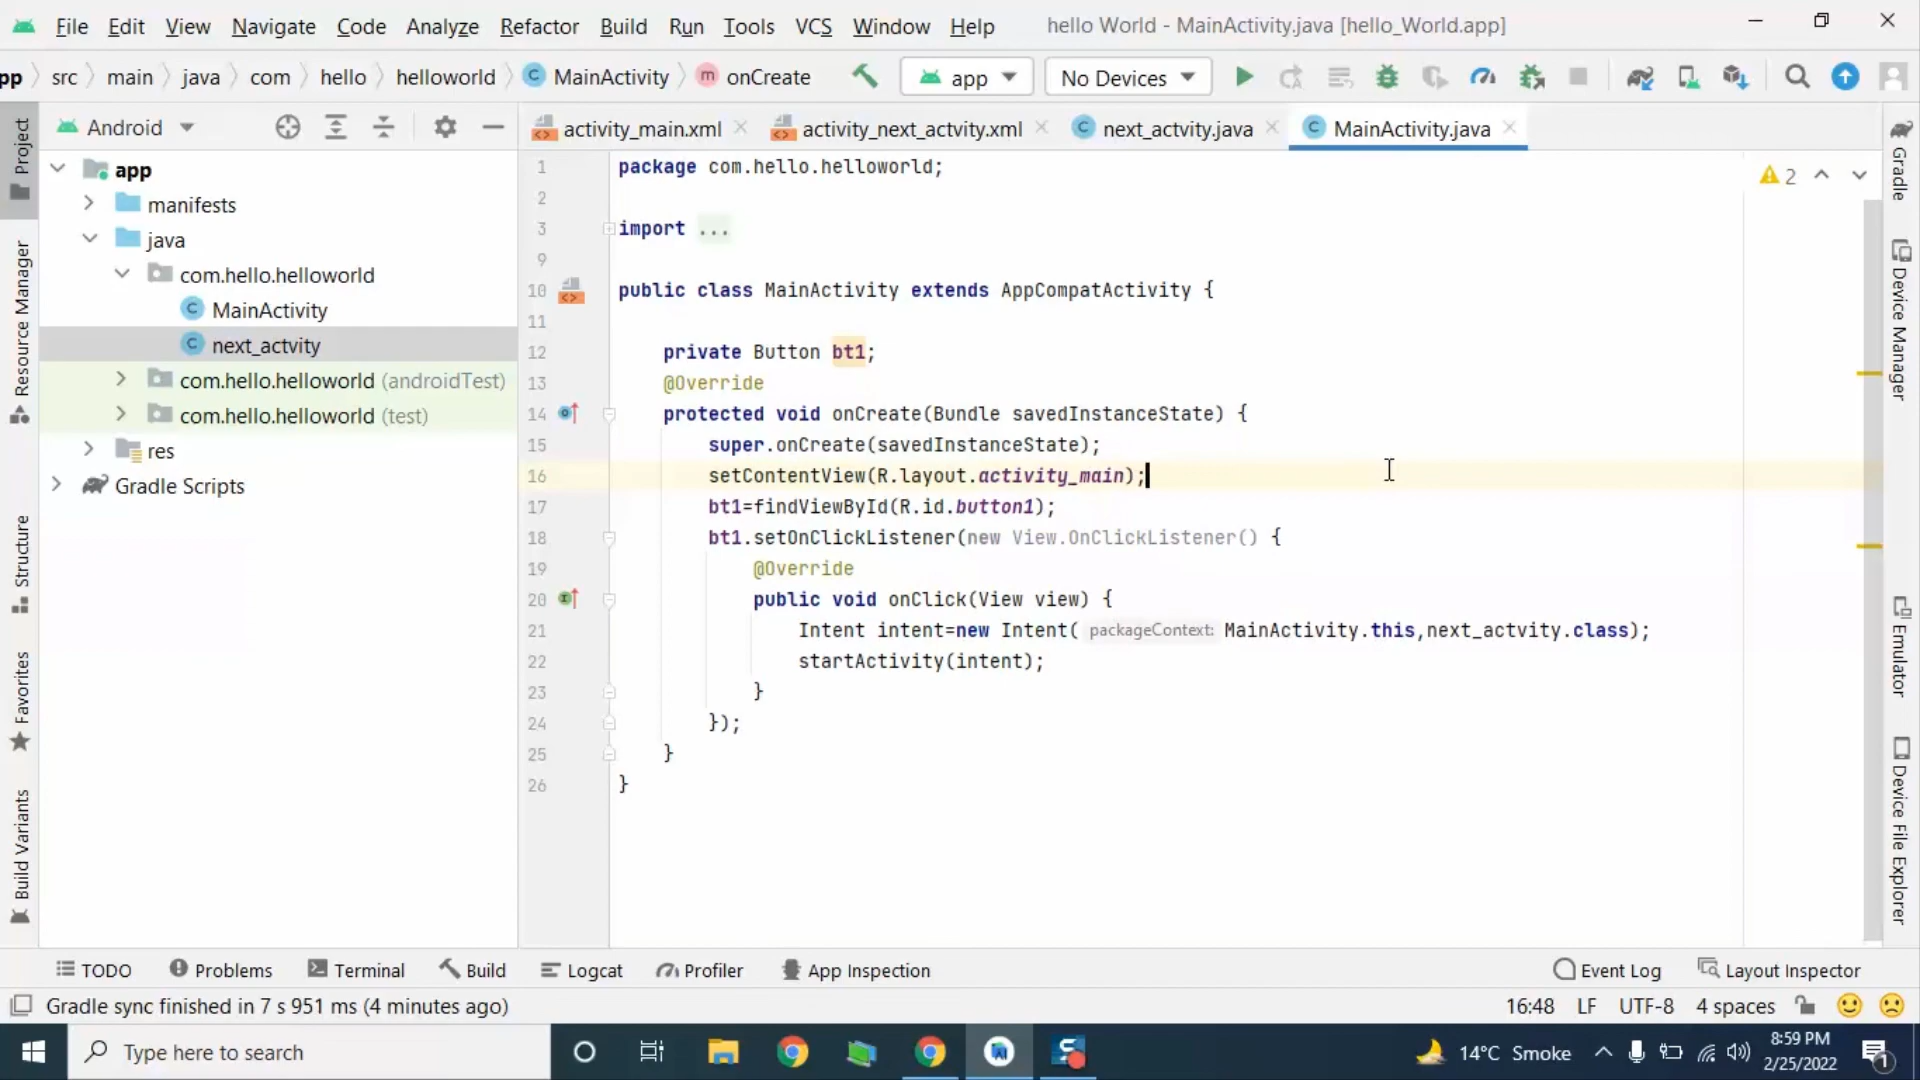 File Edit View Navigate Code Analyze Refactor Build Run Tools VCS Window Help hello World - MainActivity.java [hello_World.app]
pp src main java com hello helloworld MainActivity onCreate app No Devices
Project
Android
activity_main.xml activity_next_actvity.xml next_actvity.java MainActivity.java
app
manifests
java
com.hello.helloworld
MainActivity
next_actvity
com.hello.helloworld (androidTest)
com.hello.helloworld (test)
res
Gradle Scripts
Resource Manager
Structure
Favorites
Build Variants
1 package com.hello.helloworld;
2
3 import ...
9
10 public class MainActivity extends AppCompatActivity {
11
12 private Button bt1;
13 @Override
14 protected void onCreate(Bundle savedInstanceState) {
15 super.onCreate(savedInstanceState);
16 setContentView(R.layout.activity_main);
17 bt1=findViewById(R.id.button1);
18 bt1.setOnClickListener(new View.OnClickListener() {
19 @Override
20 public void onClick(View view) {
21 Intent intent=new Intent( packageContext: MainActivity.this,next_actvity.class);
22 startActivity(intent);
23 }
24 });
25 }
26 }
2
Gradle
Device Manager
Emulator
Device File Explorer
TODO Problems Terminal Build Logcat Profiler App Inspection Event Log Layout Inspector
Gradle sync finished in 7 s 951 ms (4 minutes ago) 16:48 LF UTF-8 4 spaces
Type here to search 14°C Smoke 8:59 PM
2/25/2022 1